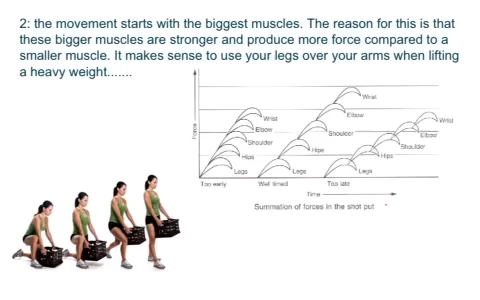 2: the movement starts with the biggest muscles. The reason for this is that
these bigger muscles are stronger and produce more force compared to a
smaller muscle. It makes sense to use your legs over your arms when lifting
a heavy weight.......
Force
Wrist
Elbow
Shoulder
Hips
Legs
Wrist
Elbow
Shoulder
Hips
Legs
Wrist
Elbow
Shoulder
Hips
Legs
Too early
Well timed
Too late
Time
Summation of forces in the shot put